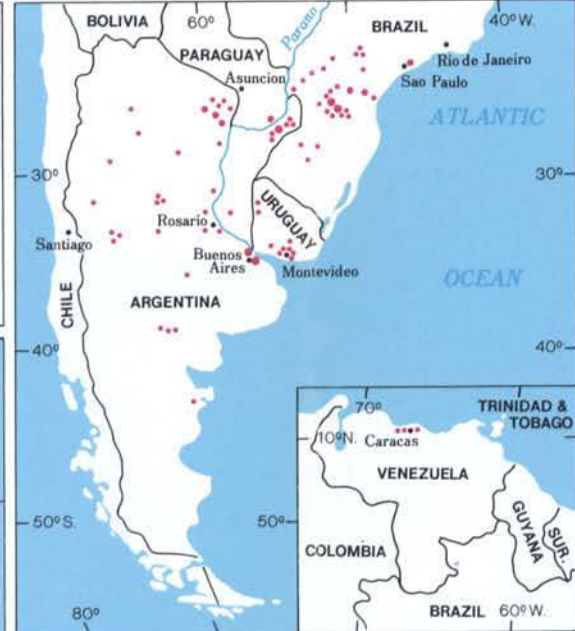 BOLIVIA
60°
BRAZIL
40° W.
PARAGUAY
Parana
Asuncion
Rio de Janeiro
Sao Paulo
ATLANTIC
30°
30°
URUGUAY
Rosario
Santiago
Buenos
Aires
Montevideo
OCEAN
CHILE
ARGENTINA
40°
40°
70°
TRINIDAD &
TOBAGO
10°N.
Caracas
VENEZUELA
GUYANA
SUR.
50° S.
50°
COLOMBIA
BRAZIL
60° W.
80°